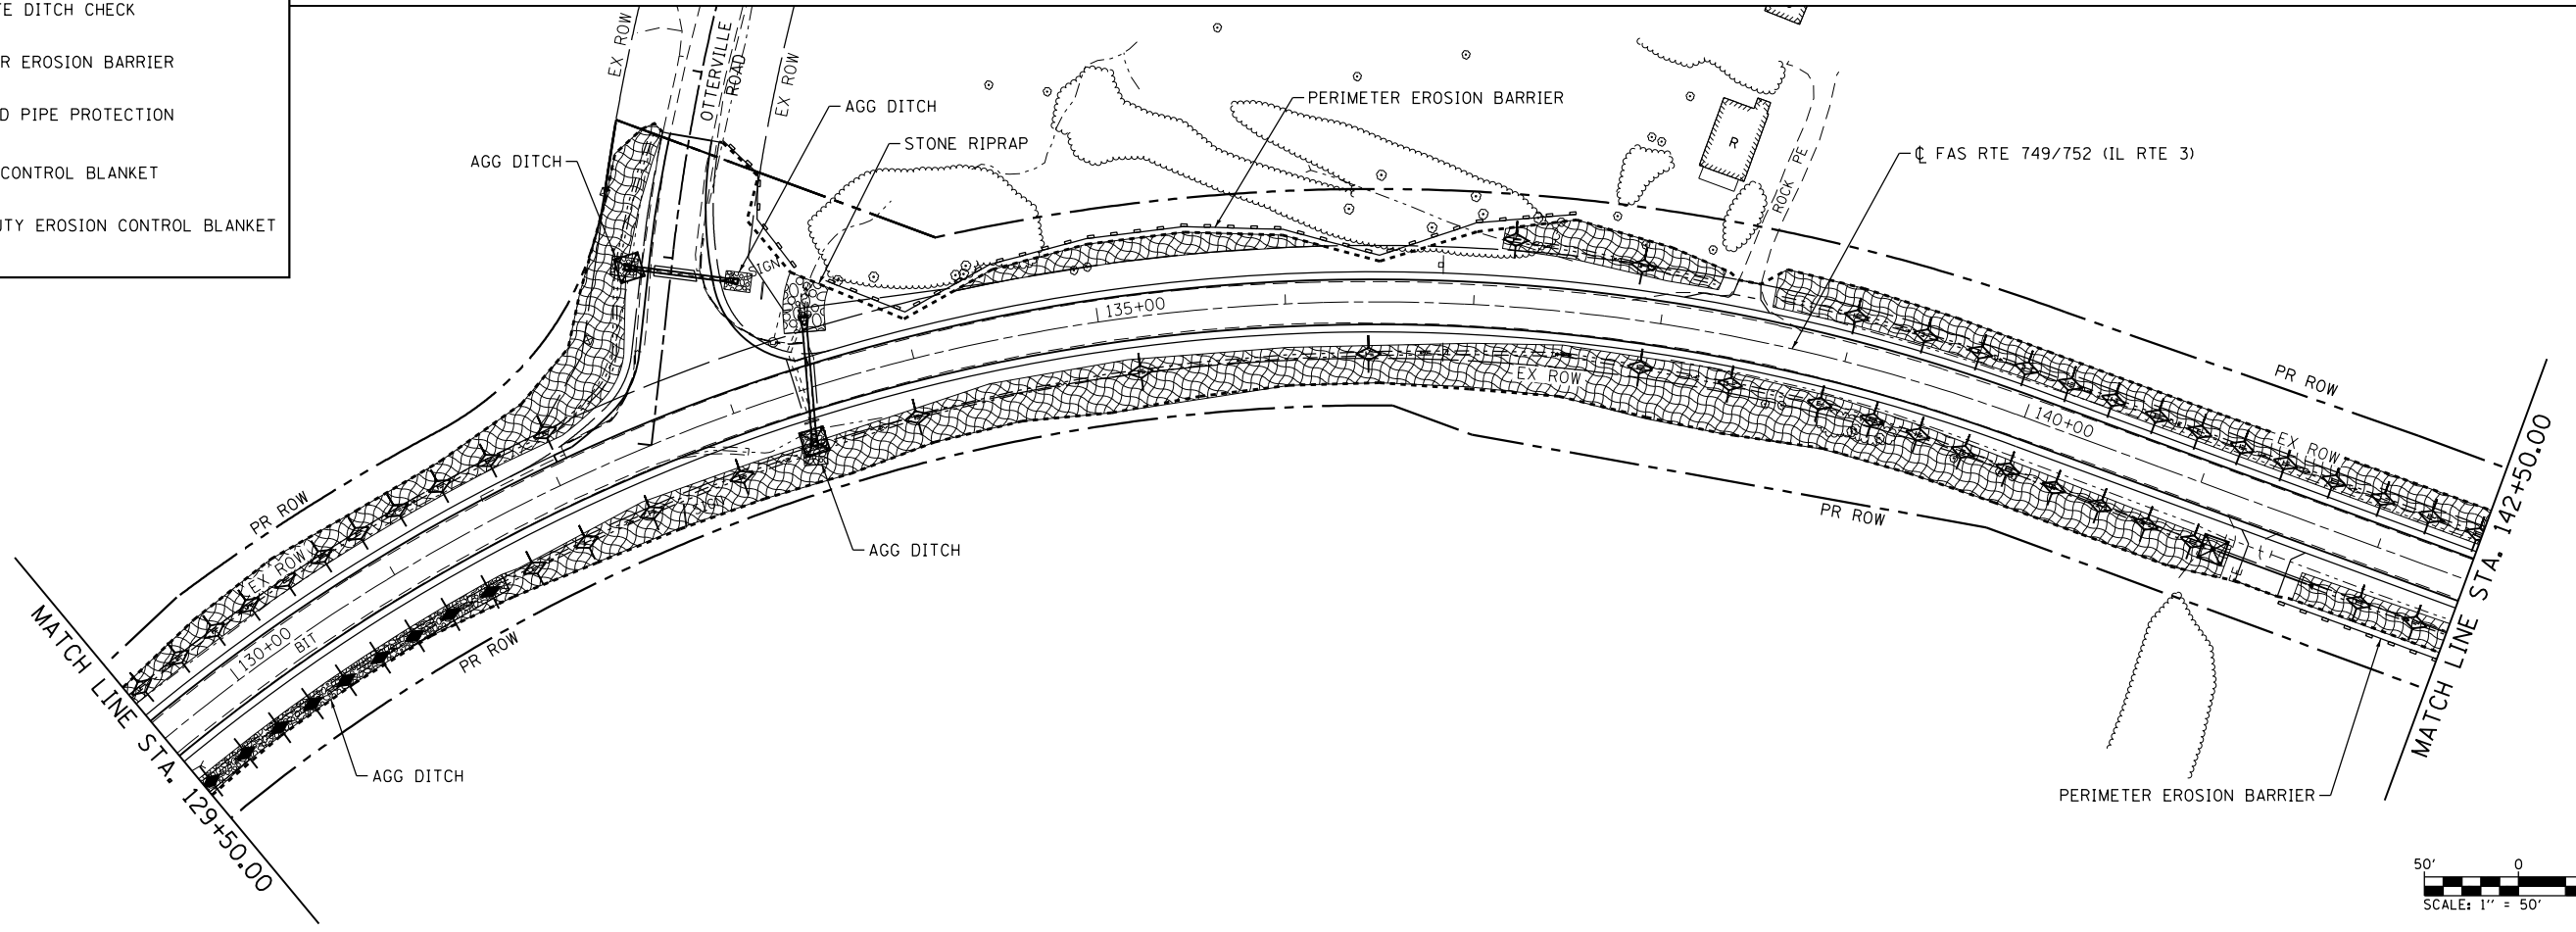 DITCH CHECK
EROSION BARRIER
PIPE PROTECTION
CONTROL BLANKET
EROSION CONTROL BLANKET
EX ROW
OTTERVILLE
ROAD
EX ROW
AGG DITCH
AGG DITCH
STONE RIPRAP
PERIMETER EROSION BARRIER
R
ROCK PE
℄ FAS RTE 749/752 (IL RTE 3)
SIGN
135+00
EX ROW
140+00
PR ROW
EX ROW
PR ROW
EX ROW
130+00
BIT
PR ROW
SIGN
AGG DITCH
AGG DITCH
PR ROW
MATCH LINE STA. 129+50.00
MATCH LINE STA. 142+50.00
PERIMETER EROSION BARRIER
50' 0
SCALE: 1" = 50'